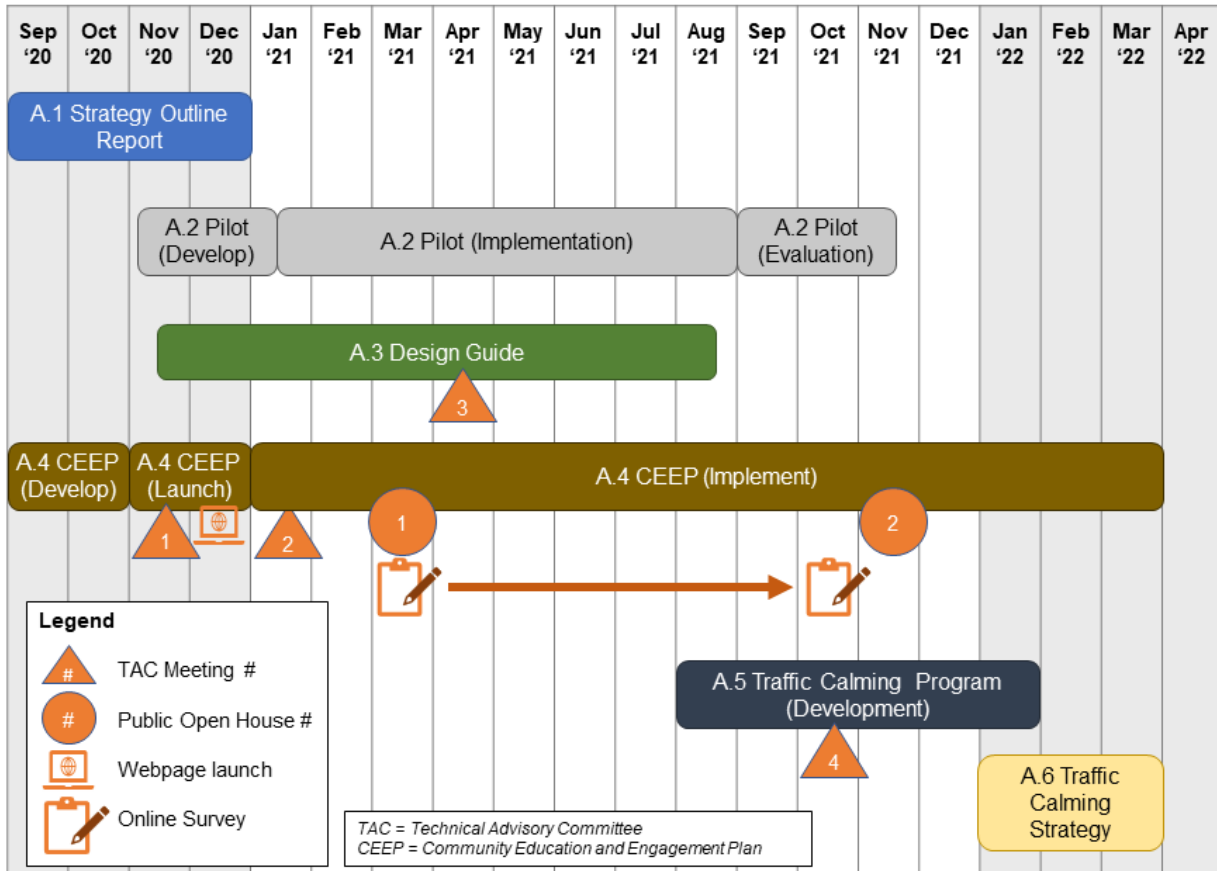 Sep Oct Nov Dec Jan Feb Mar Apr May Jun Jul Aug Sep Oct Nov Dec Jan Feb Mar Apr
‘20 ‘20 ‘20 ‘20 ‘21 ‘21 ‘21 ‘21 ‘21 ‘21 ‘21 ‘21 ‘21 ‘21 ‘21 ‘21 ‘22 ‘22 ‘22 ‘22
A.1 Strategy Outline
Report
A.2 Pilot
(Develop)
A.2 Pilot (Implementation)
A.2 Pilot
(Evaluation)
A.3 Design Guide
3
A.4 CEEP
(Develop)
A.4 CEEP
(Launch)
A.4 CEEP (Implement)
1
2
1
2
A.5 Traffic Calming Program
(Development)
4
A.6 Traffic
Calming
Strategy
Legend
# TAC Meeting #
# Public Open House #
Webpage launch
Online Survey
TAC = Technical Advisory Committee
CEEP = Community Education and Engagement Plan